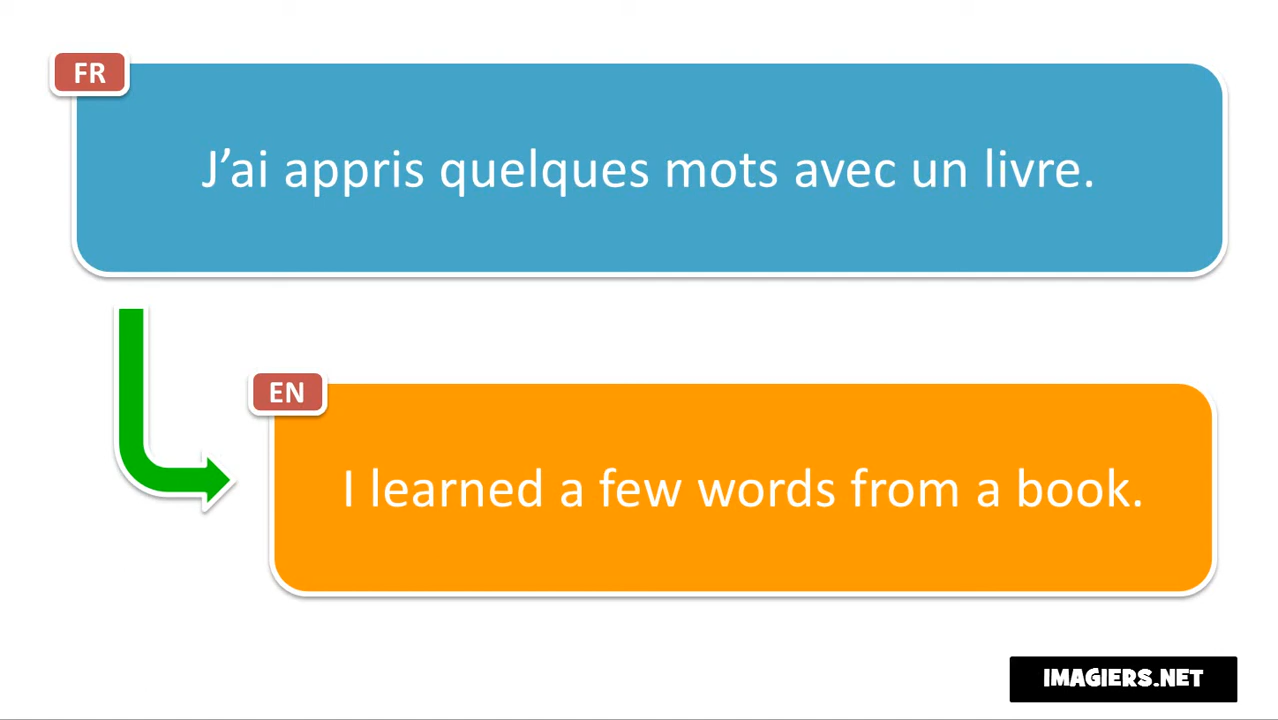 FR
J’ai appris quelques mots avec un livre.
EN
I learned a few words from a book.
IMAGIERS.NET